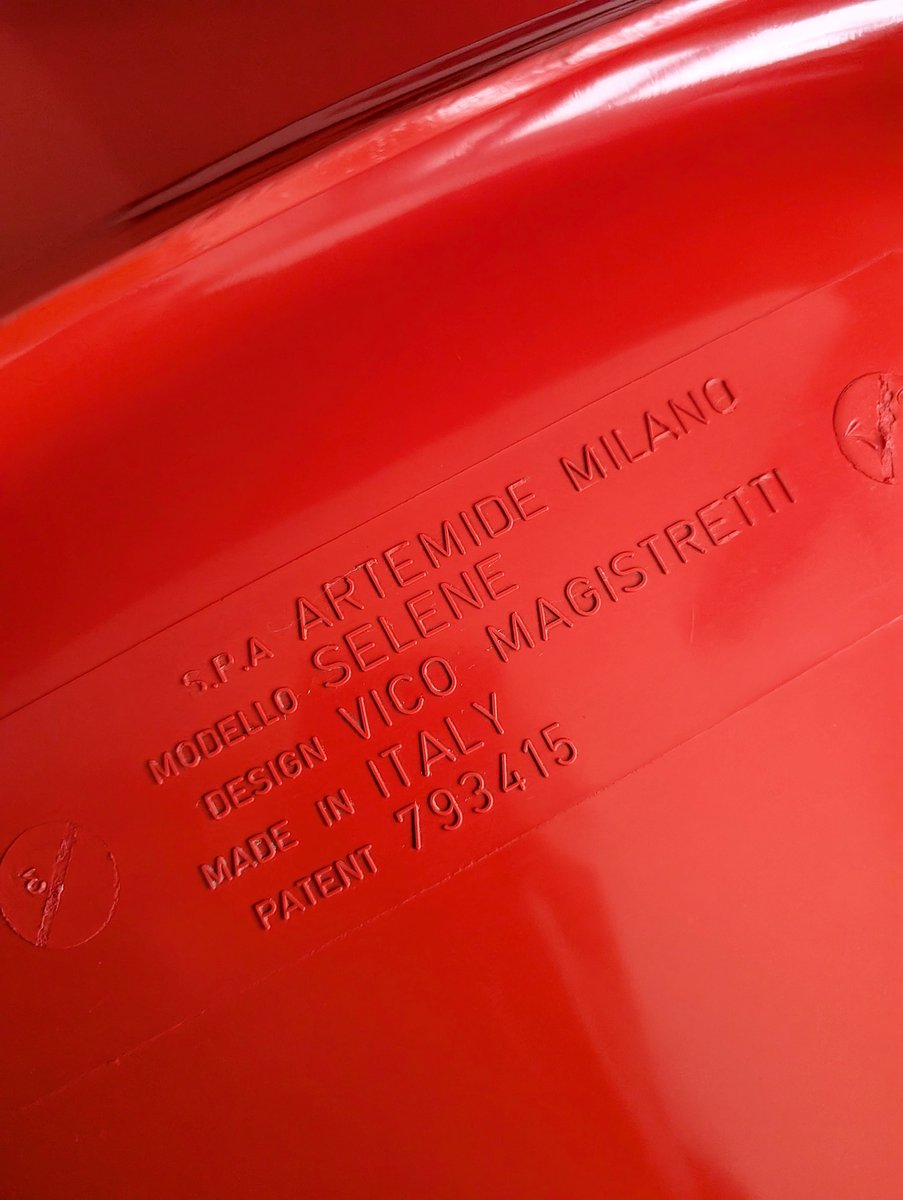 S.P.A ARTEMIDE MILANO
MODELLO SELENE
DESIGN VICO MAGISTRETTI
MADE IN ITALY
PATENT 793415